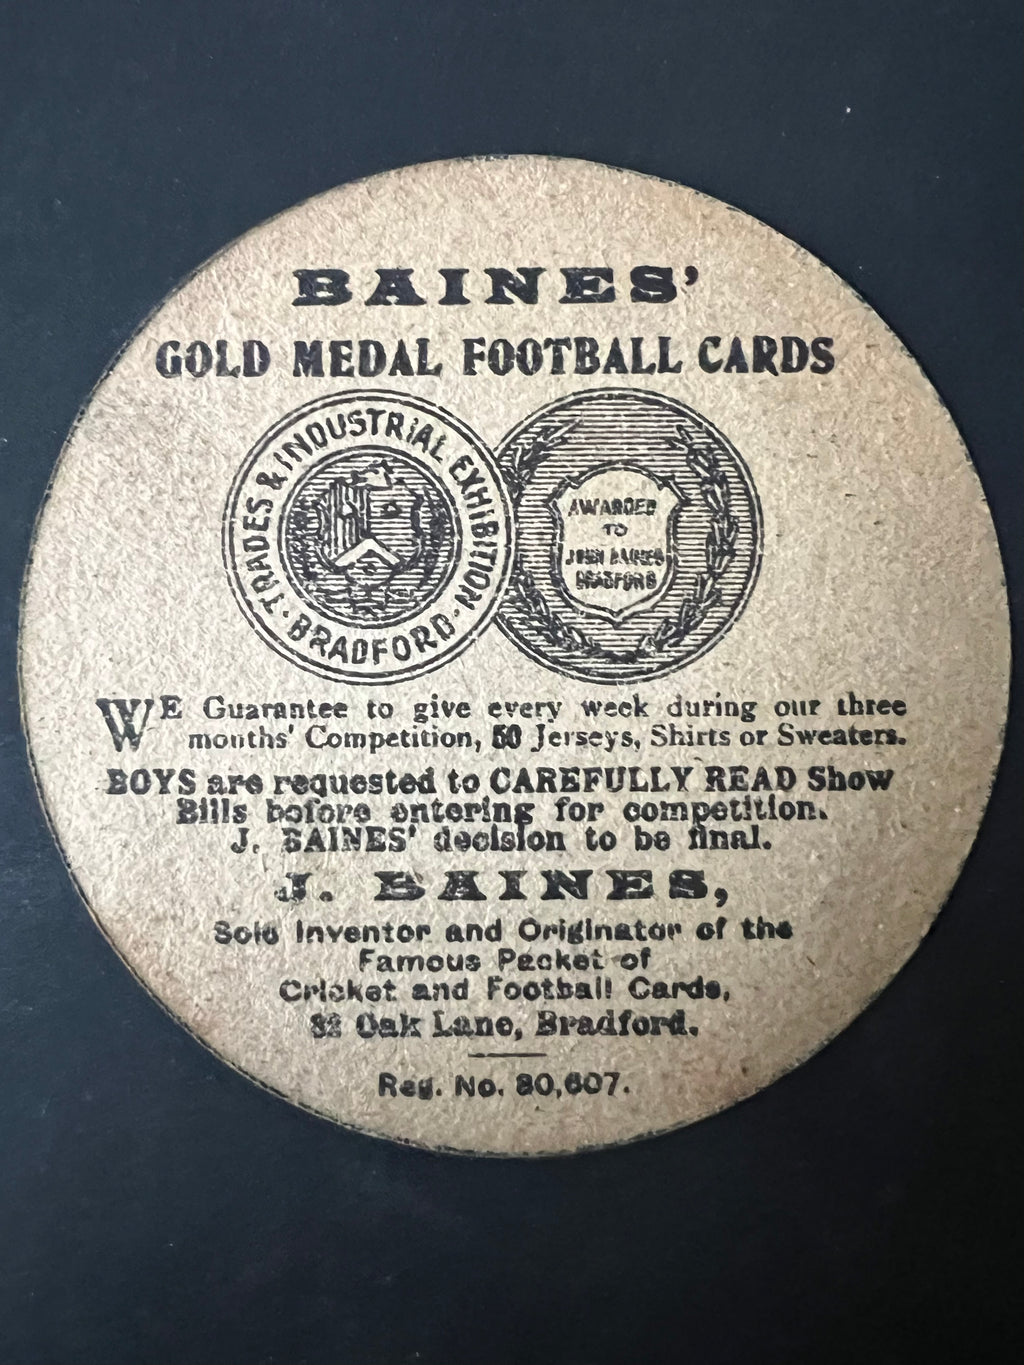 BAINES'
GOLD MEDAL FOOTBALL CARDS
TRADES & INDUSTRIAL EXHIBITION
· BRADFORD ·
AWARDED
TO
JOHN BAINES
BRADFORD
WE Guarantee to give every week during our three
months' Competition, 50 Jerseys, Shirts or Sweaters.
BOYS are requested to CAREFULLY READ Show
Bills before entering for competition.
J. BAINES' decision to be final.
J. BAINES,
Sole Inventor and Originator of the
Famous Packet of
Cricket and Football Cards,
Oak Lane, Bradford.
Reg. No. 80,607.